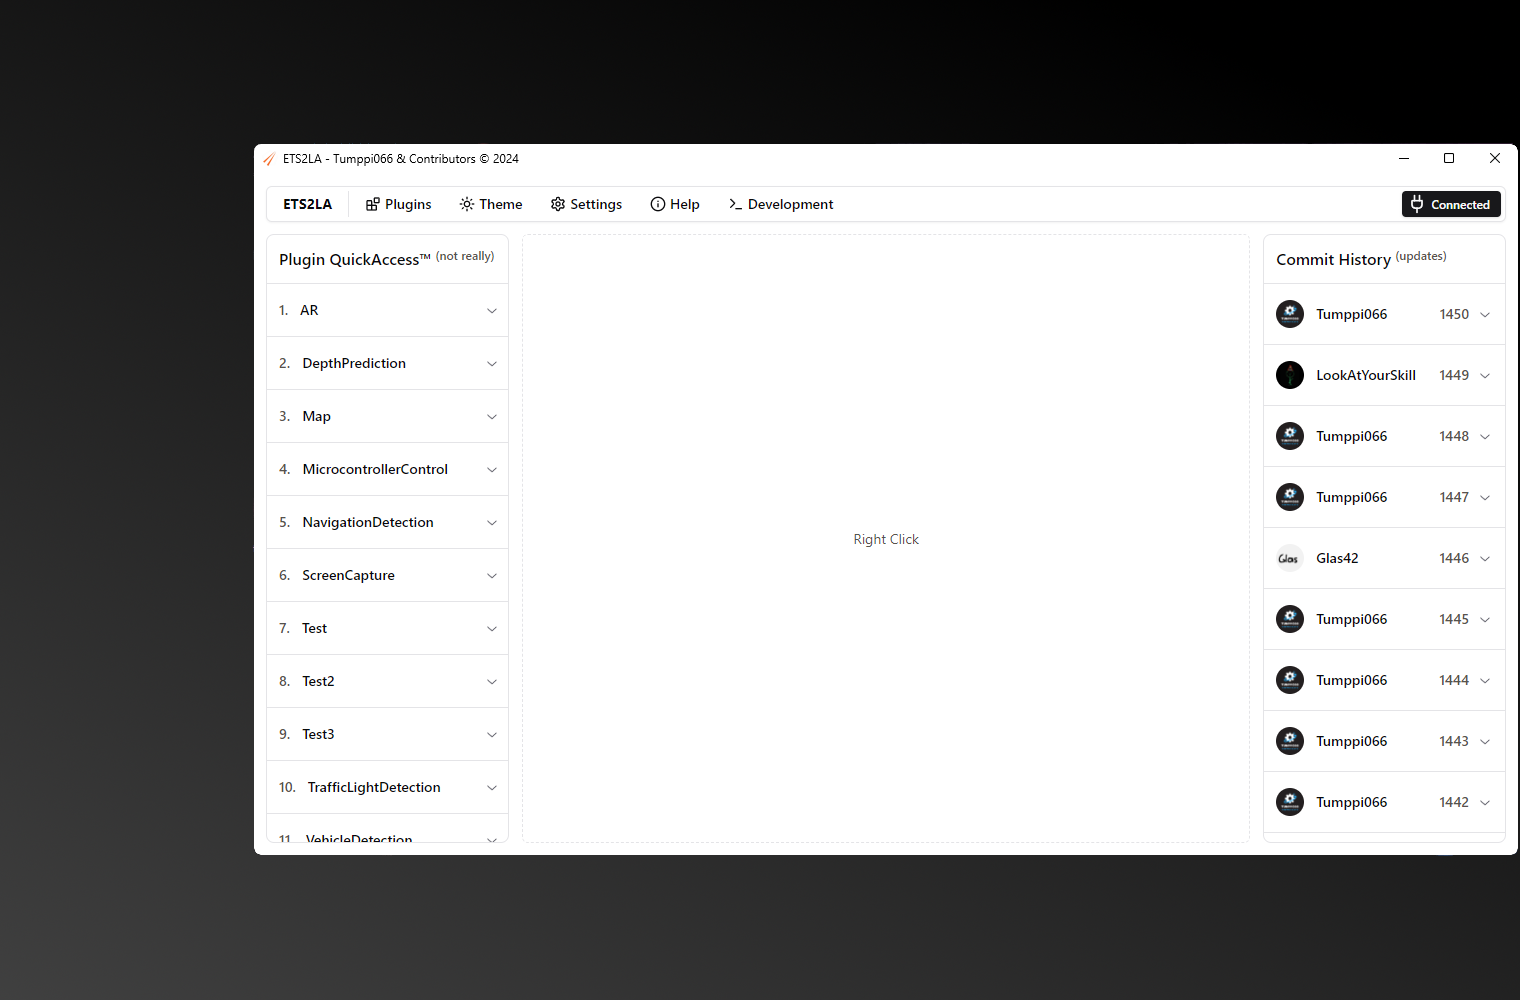 ETS2LA - Tumppi066 & Contributors © 2024
ETS2LA Plugins Theme Settings Help Development Connected
Plugin QuickAccess™ (not really)
1. AR
2. DepthPrediction
3. Map
4. MicrocontrollerControl
5. NavigationDetection
6. ScreenCapture
7. Test
8. Test2
9. Test3
10. TrafficLightDetection
11. VehicleDetection
Right Click
Commit History (updates)
Tumppi066 1450
LookAtYourSkill 1449
Tumppi066 1448
Tumppi066 1447
Glas Glas42 1446
Tumppi066 1445
Tumppi066 1444
Tumppi066 1443
Tumppi066 1442